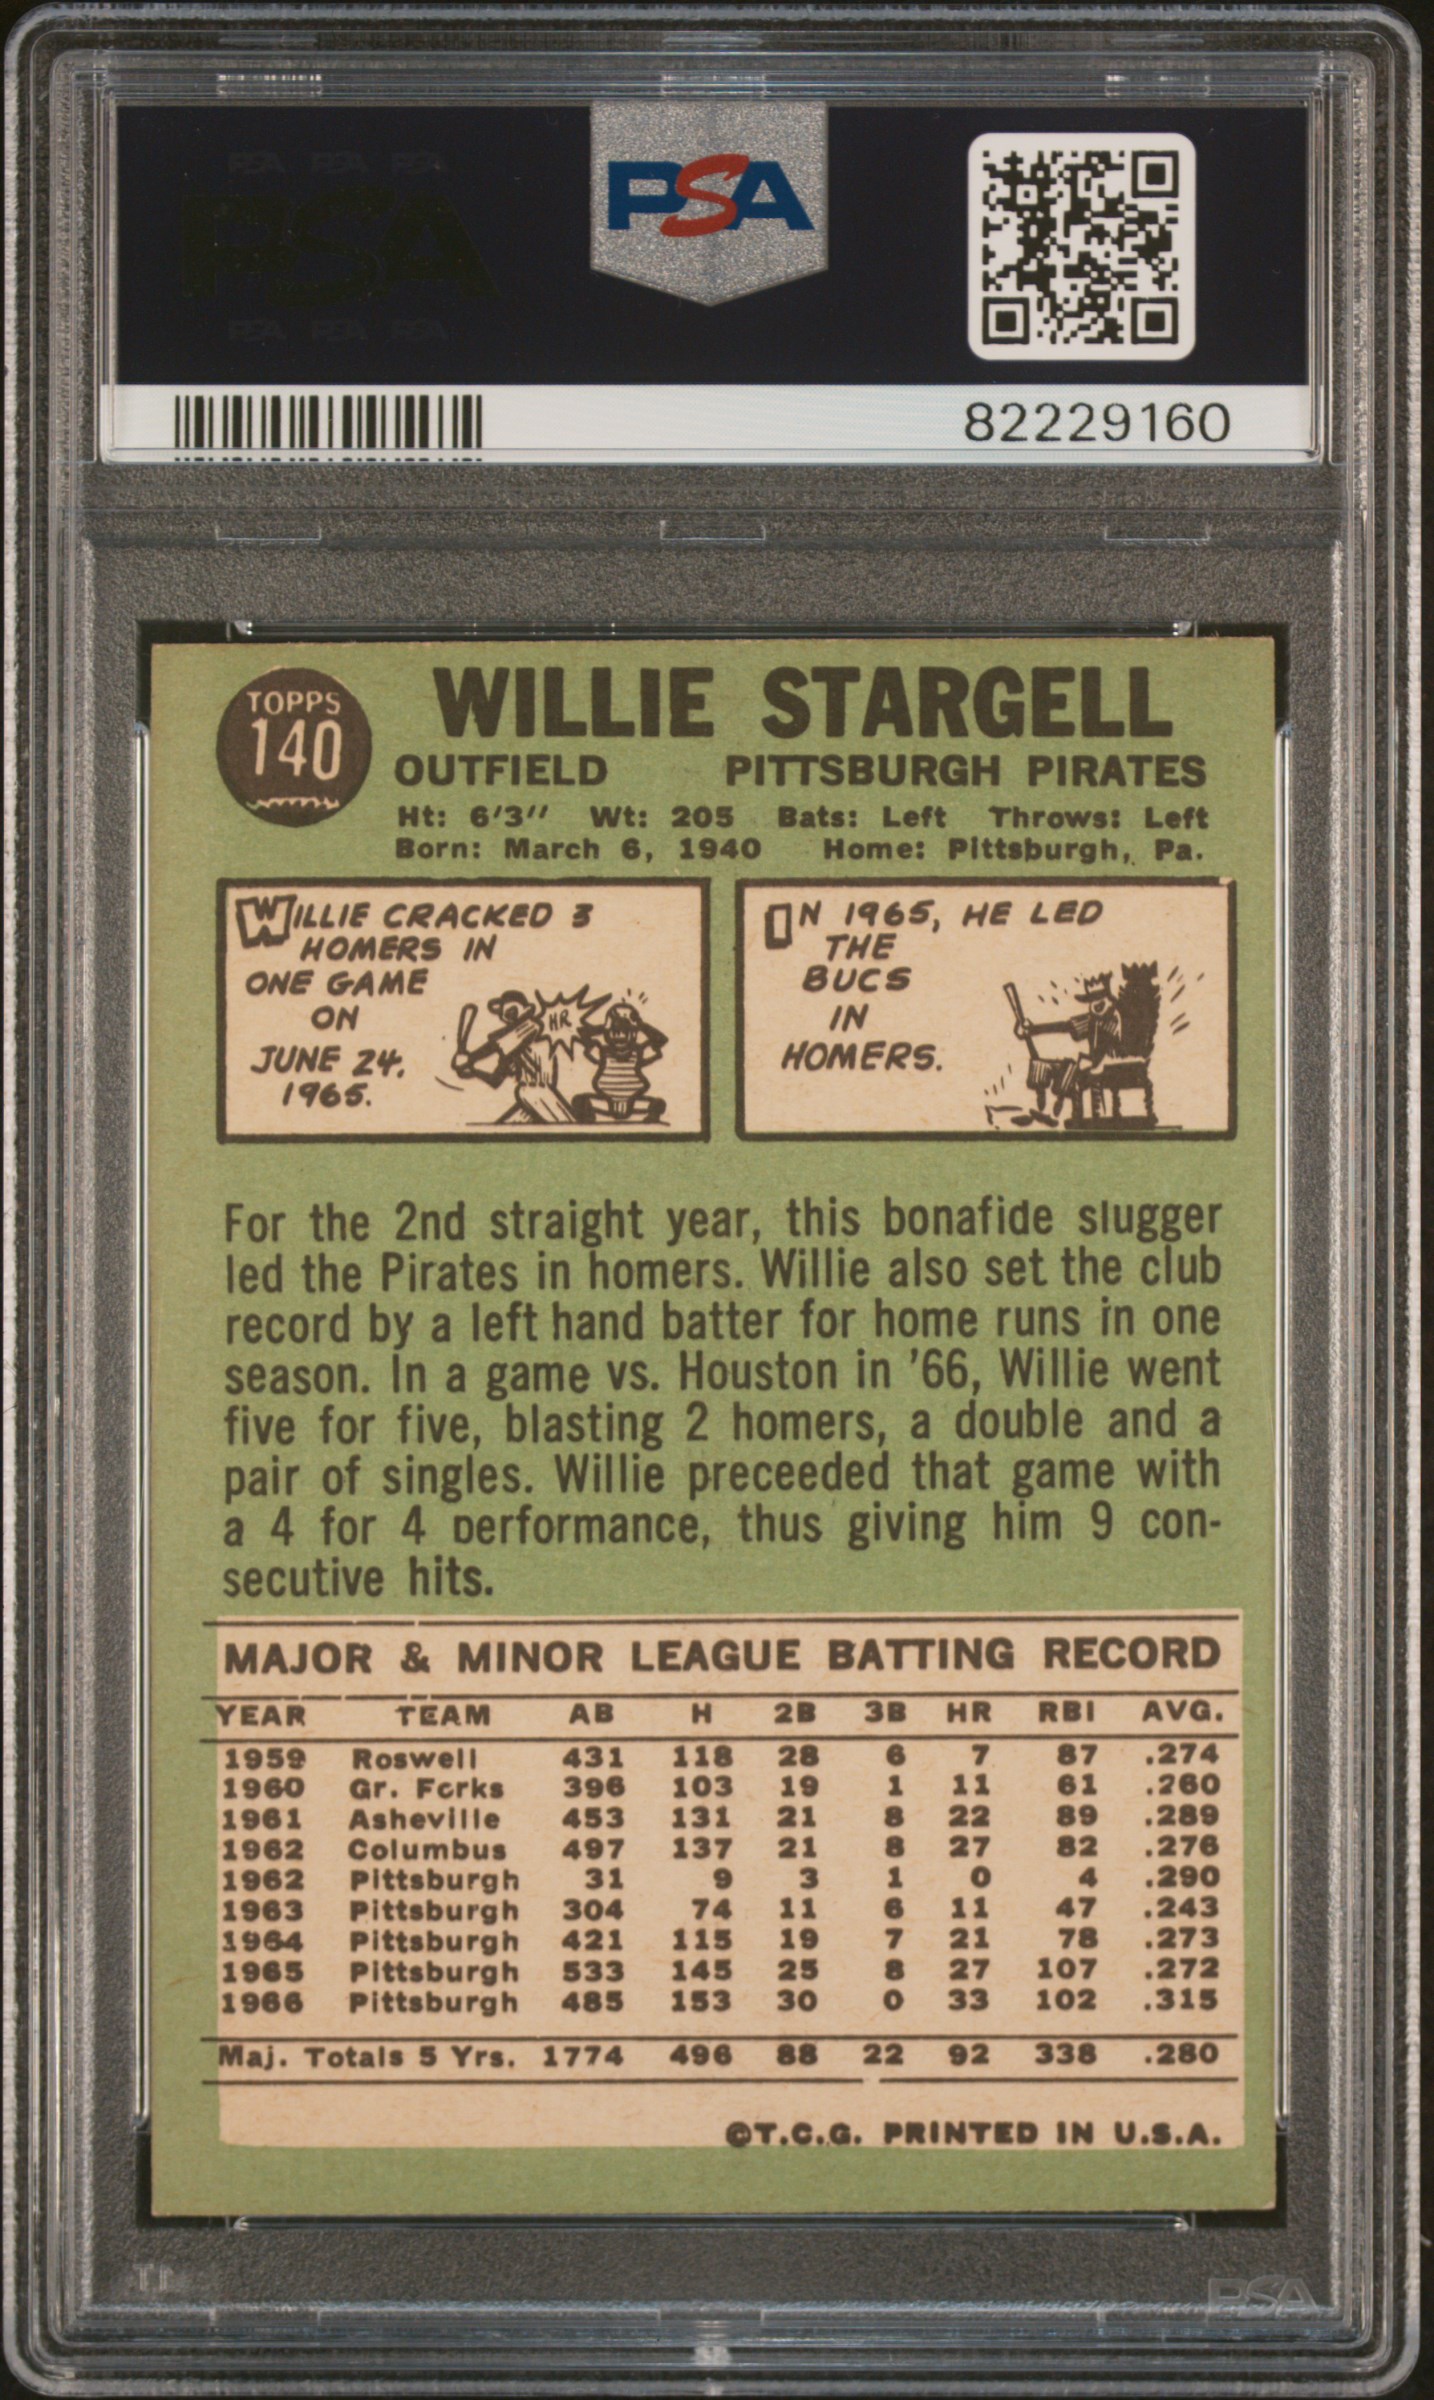 PSA PSA PSA
PSA
PSA PSA PSA
PSA
82229160
TOPPS
140
WILLIE STARGELL
OUTFIELD PITTSBURGH PIRATES
Ht: 6'3" Wt: 205 Bats: Left Throws: Left
Born: March 6, 1940 Home: Pittsburgh, Pa.
WILLIE CRACKED 3
HOMERS IN
ONE GAME
ON
JUNE 24,
1965.
HR
IN 1965, HE LED
THE
BUCS
IN
HOMERS.
For the 2nd straight year, this bonafide slugger
led the Pirates in homers. Willie also set the club
record by a left hand batter for home runs in one
season. In a game vs. Houston in '66, Willie went
five for five, blasting 2 homers, a double and a
pair of singles. Willie preceeded that game with
a 4 for 4 performance, thus giving him 9 con-
secutive hits.
MAJOR & MINOR LEAGUE BATTING RECORD
YEAR TEAM AB H 2B 3B HR RBI AVG.
1959 Roswell 431 118 28 6 7 87 .274
1960 Gr. Forks 396 103 19 1 11 61 .260
1961 Asheville 453 131 21 8 22 89 .289
1962 Columbus 497 137 21 8 27 82 .276
1962 Pittsburgh 31 9 3 1 0 4 .290
1963 Pittsburgh 304 74 11 6 11 47 .243
1964 Pittsburgh 421 115 19 7 21 78 .273
1965 Pittsburgh 533 145 25 8 27 107 .272
1966 Pittsburgh 485 153 30 0 33 102 .315
Maj. Totals 5 Yrs. 1774 496 88 22 92 338 .280
©T.C.G. PRINTED IN U.S.A.
PSA